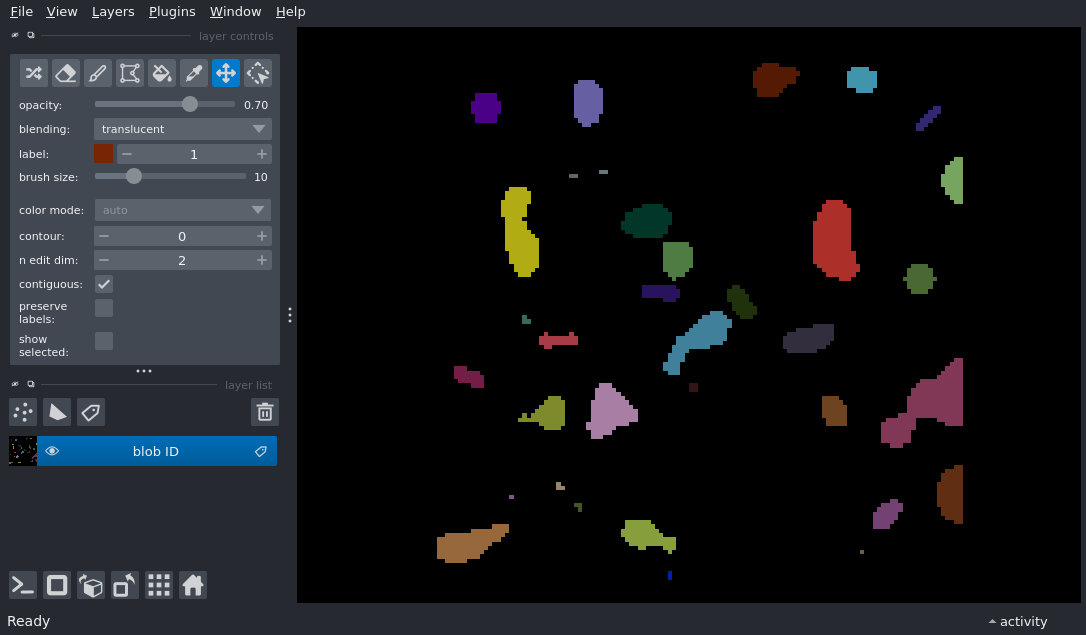 File View Layers Plugins Window Help
layer controls
opacity: 0.70
blending: translucent
label: 1
brush size: 10
color mode: auto
contour: 0
n edit dim: 2
contiguous:
preserve
labels:
show
selected:
layer list
blob ID
Ready
activity